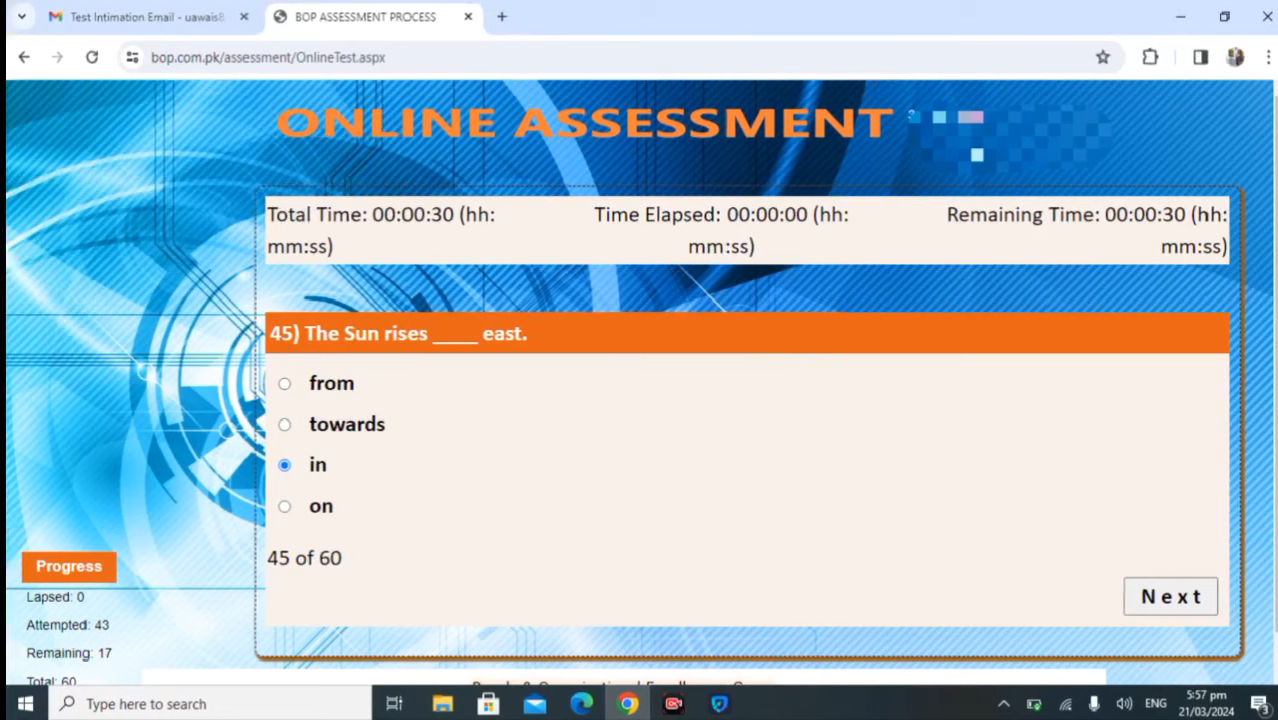 Test Intimation Email - uawais8
BOP ASSESSMENT PROCESS
bop.com.pk/assessment/OnlineTest.aspx
ONLINE ASSESSMENT
Total Time: 00:00:30 (hh:
mm:ss)
Time Elapsed: 00:00:00 (hh:
mm:ss)
Remaining Time: 00:00:30 (hh:
mm:ss)
45) The Sun rises _____ east.
from
towards
in
on
45 of 60
Next
Progress
Lapsed: 0
Attempted: 43
Remaining: 17
Total: 60
Type here to search
ENG
5:57 pm
21/03/2024
3